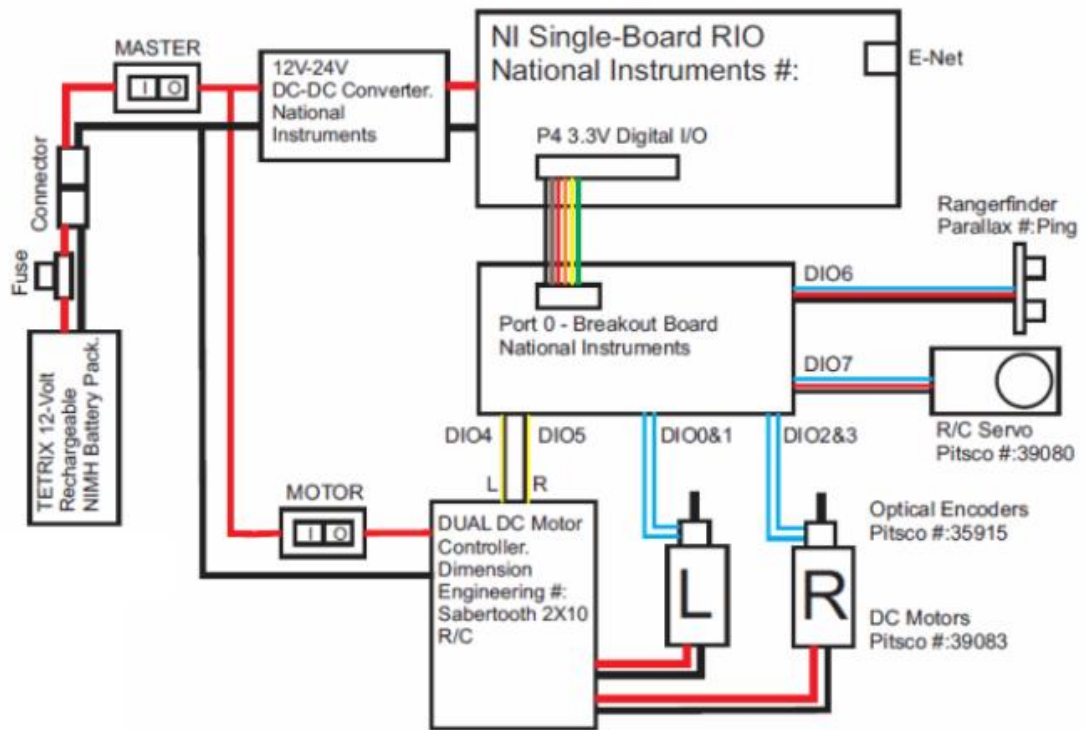 MASTER
I O
12V-24V
DC-DC Converter.
National
Instruments
NI Single-Board RIO
National Instruments #:
E-Net
P4 3.3V Digital I/O
Connector
Fuse
TETRIX 12-Volt
Rechargeable
NIMH Battery Pack.
Port 0 - Breakout Board
National Instruments
DIO6
Rangerfinder
Parallax #:Ping
DIO7
R/C Servo
Pitsco #:39080
DIO4
DIO5
DIO0&1
DIO2&3
L
R
MOTOR
I O
DUAL DC Motor
Controller.
Dimension
Engineering #:
Sabertooth 2X10
R/C
L
R
Optical Encoders
Pitsco #:35915
DC Motors
Pitsco #:39083